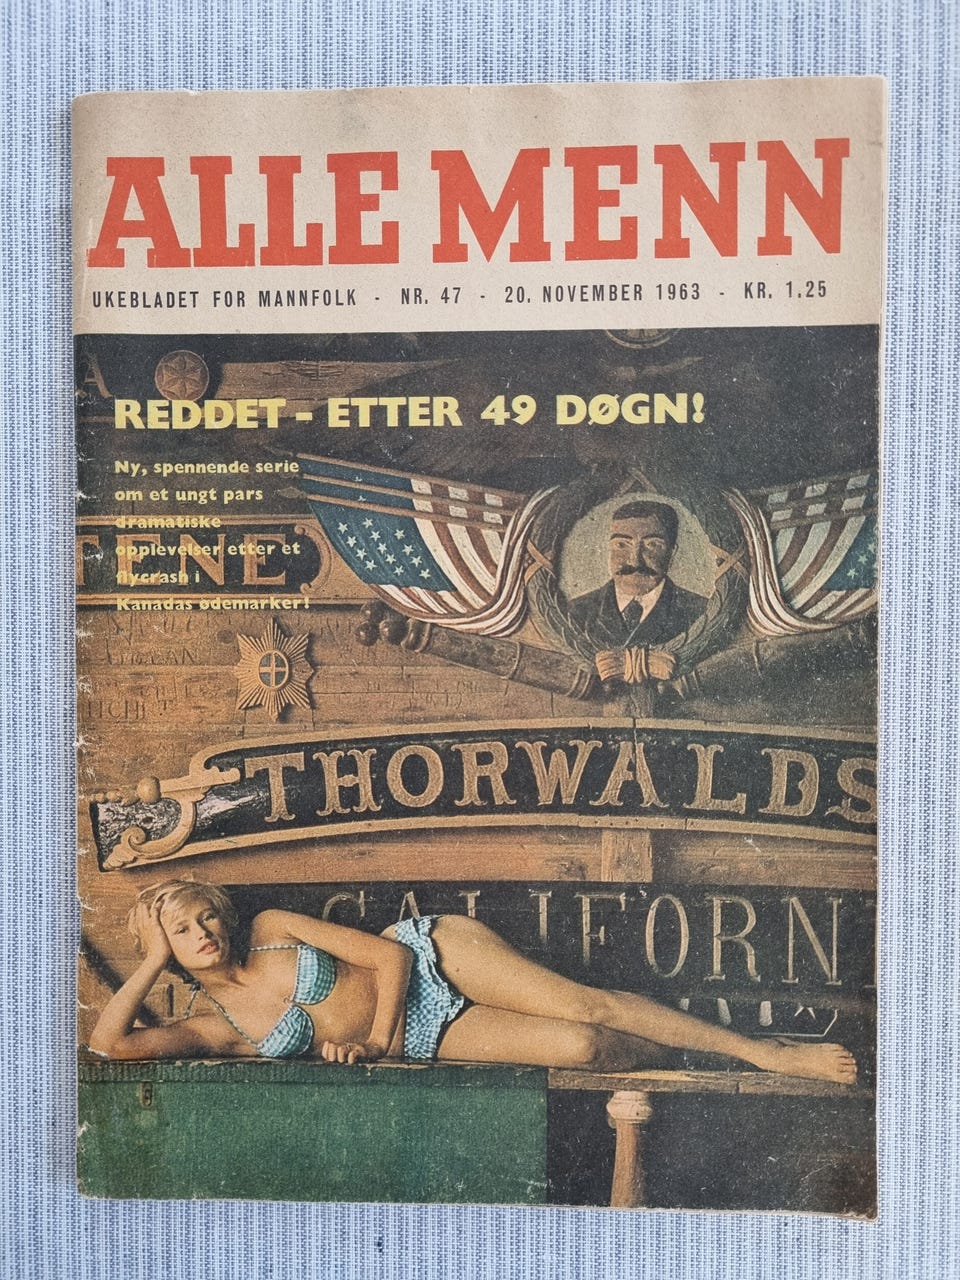 ALLE MENN
UKEBLADET FOR MANNFOLK - NR. 47 - 20. NOVEMBER 1963 - KR. 1.25
REDDET - ETTER 49 DØGN!
Ny, spennende serie
om et ungt pars
dramatiske
opplevelser etter et
flycrash i
Kanadas ødemarker!
TENE
THORWALDS
CALIFORN